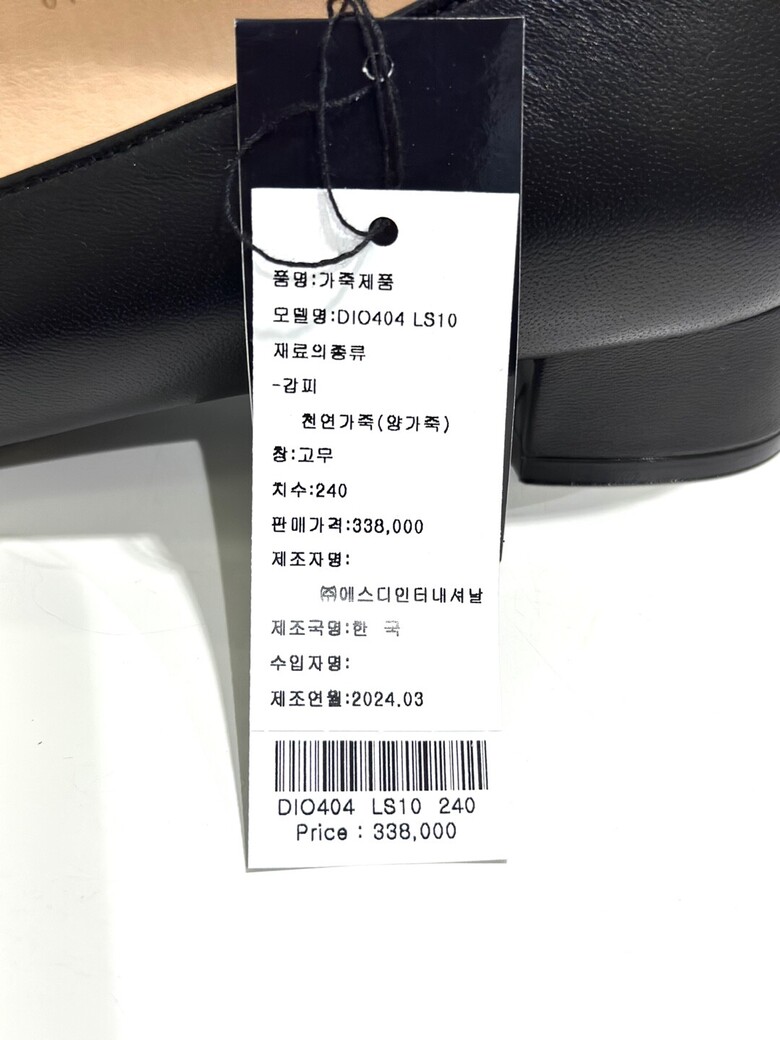 품명:가죽제품
모델명:DIO404 LS10
재료의종류
-갑피
천연가죽(양가죽)
창:고무
치수:240
판매가격:338,000
제조자명:
㈜에스디인터내셔날
제조국명:한 국
수입자명:
제조연월:2024.03
DIO404 LS10 240
Price : 338,000